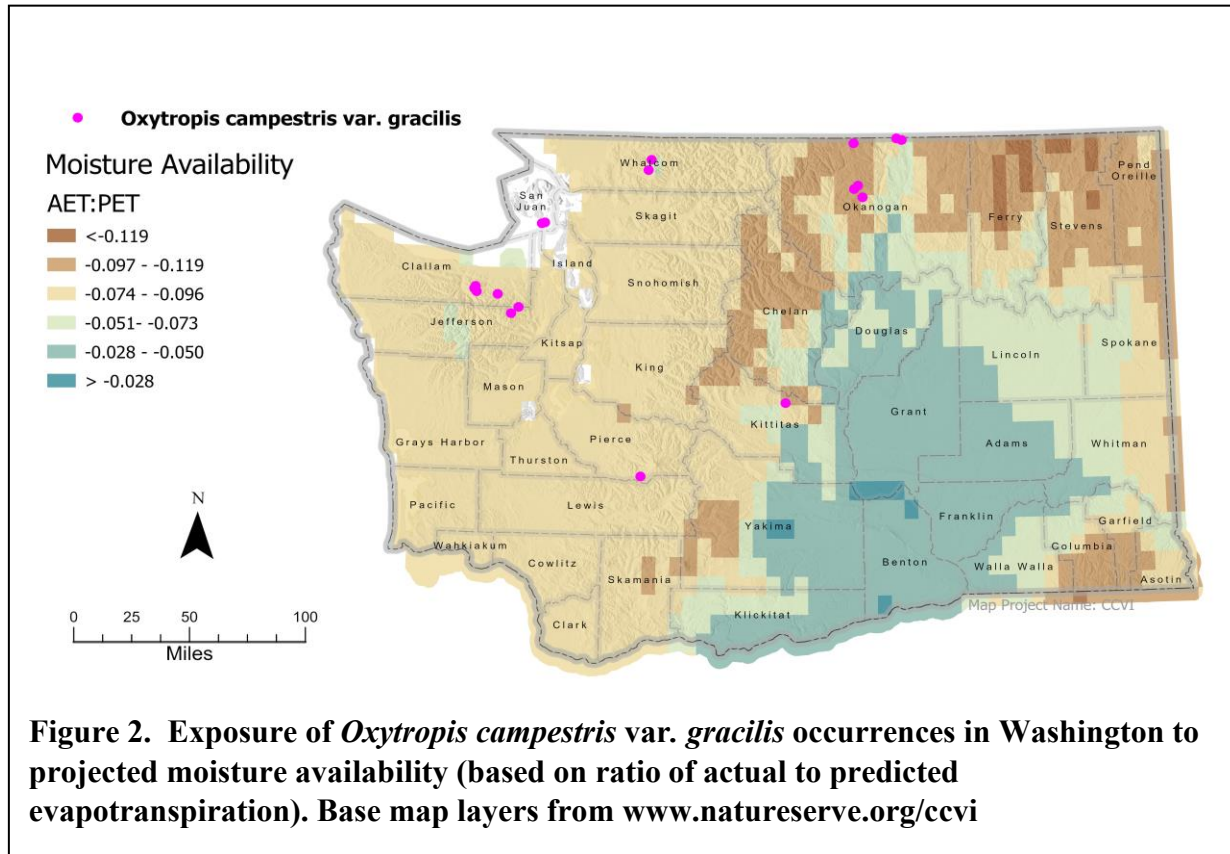 Oxytropis campestris var. gracilis
Moisture Availability
AET:PET
<-0.119
-0.097 - -0.119
-0.074 - -0.096
-0.051- -0.073
-0.028 - -0.050
> -0.028
Whatcom
San Juan
Skagit
Island
Clallam
Snohomish
Jefferson
Kitsap
King
Mason
Grays Harbor
Thurston
Pierce
Pacific
Lewis
Wahkiakum
Cowlitz
Skamania
Clark
Okanogan
Ferry
Stevens
Pend Oreille
Chelan
Douglas
Lincoln
Spokane
Kittitas
Grant
Adams
Whitman
Yakima
Franklin
Garfield
Columbia
Benton
Walla Walla
Asotin
Klickitat
Map Project Name: CCVI
N
0 25 50 100
Miles
Figure 2. Exposure of Oxytropis campestris var. gracilis occurrences in Washington to
projected moisture availability (based on ratio of actual to predicted
evapotranspiration). Base map layers from www.natureserve.org/ccvi